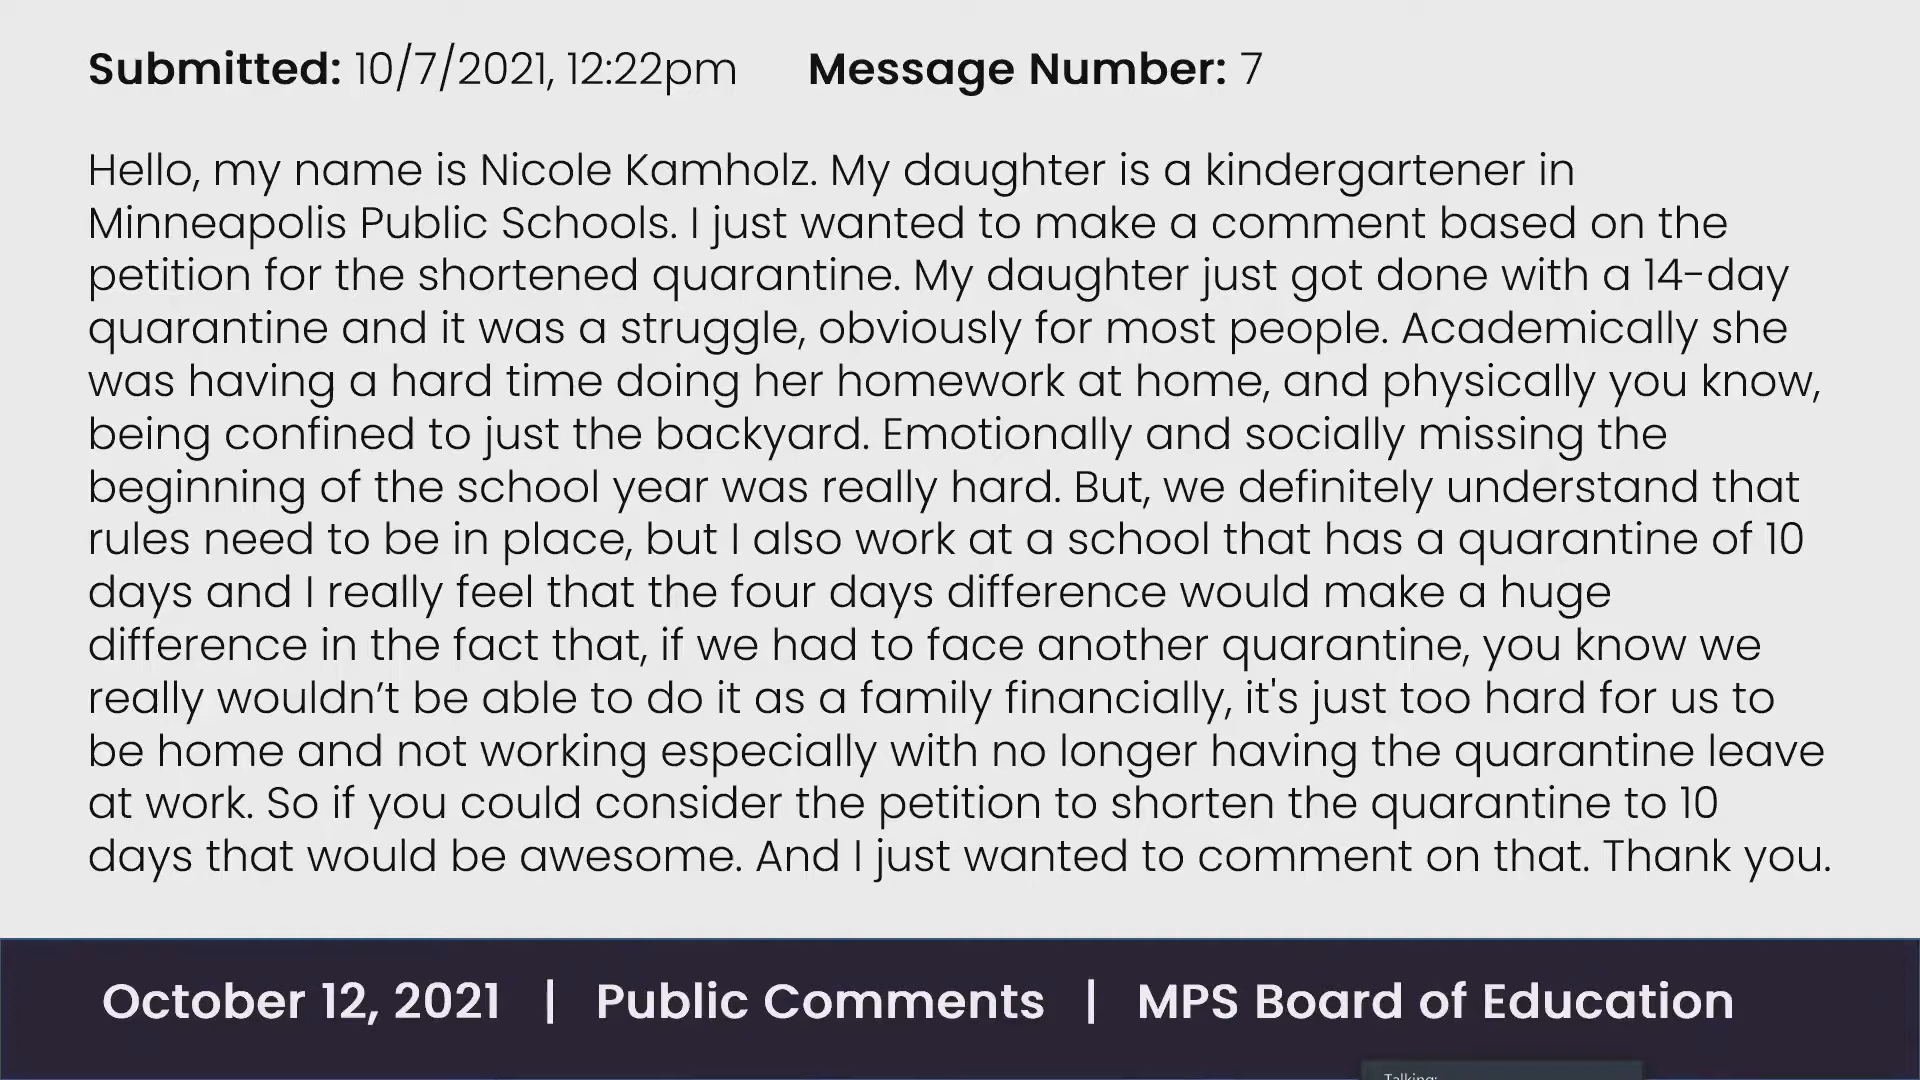 Submitted: 10/7/2021, 12:22pm Message Number: 7
Hello, my name is Nicole Kamholz. My daughter is a kindergartener in
Minneapolis Public Schools. I just wanted to make a comment based on the
petition for the shortened quarantine. My daughter just got done with a 14-day
quarantine and it was a struggle, obviously for most people. Academically she
was having a hard time doing her homework at home, and physically you know,
being confined to just the backyard. Emotionally and socially missing the
beginning of the school year was really hard. But, we definitely understand that
rules need to be in place, but I also work at a school that has a quarantine of 10
days and I really feel that the four days difference would make a huge
difference in the fact that, if we had to face another quarantine, you know we
really wouldn’t be able to do it as a family financially, it's just too hard for us to
be home and not working especially with no longer having the quarantine leave
at work. So if you could consider the petition to shorten the quarantine to 10
days that would be awesome. And I just wanted to comment on that. Thank you.
October 12, 2021 | Public Comments | MPS Board of Education
Talking: